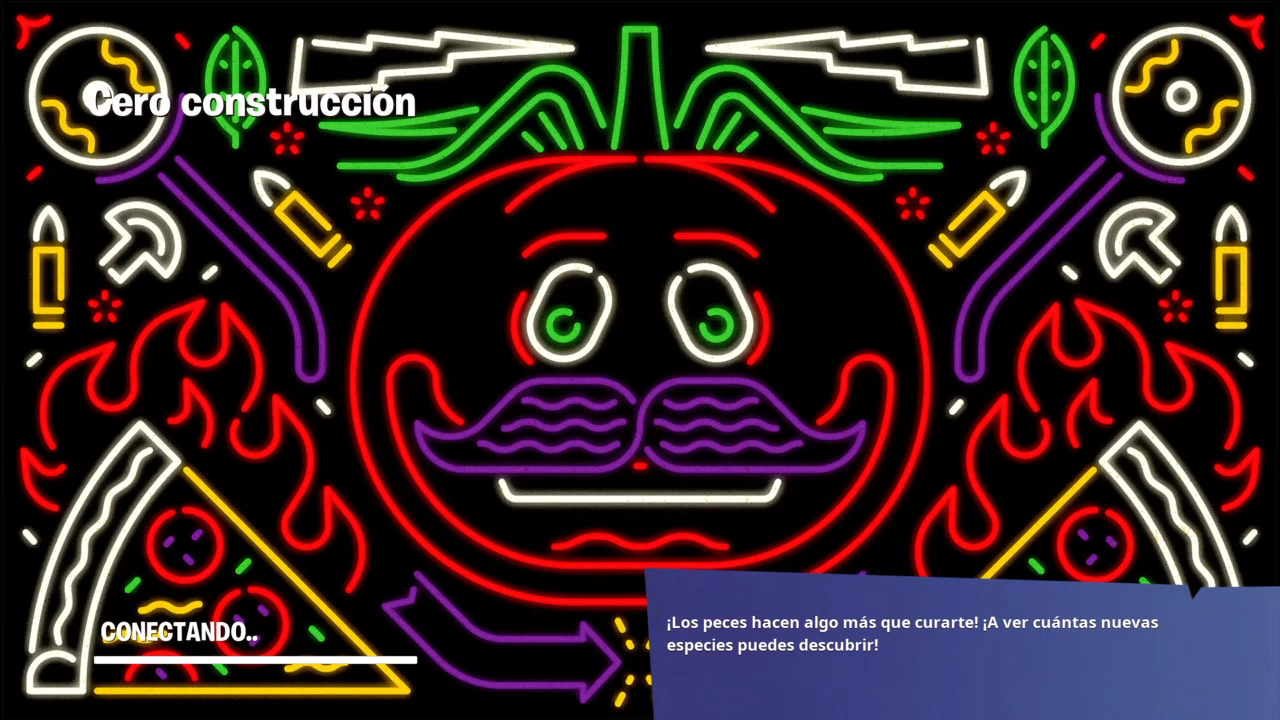 Cero construcción
CONECTANDO..
¡Los peces hacen algo más que curarte! ¡A ver cuántas nuevas
especies puedes descubrir!